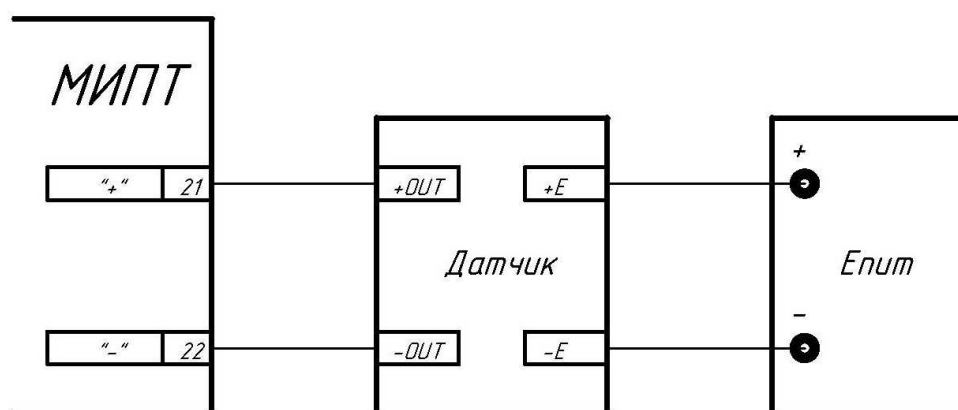 МИПТ
"+" 21 +OUT +E +
Датчик Епит
"-" 22 -OUT -E -